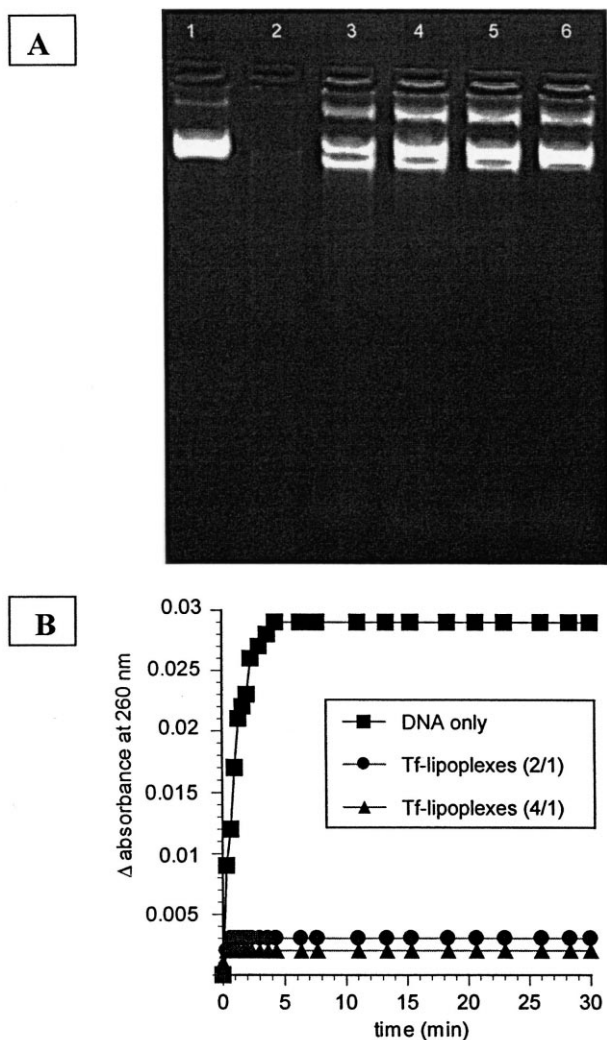 A
1 2 3 4 5 6
B
0.03
0.025
0.02
0.015
0.01
0.005
Δ absorbance at 260 nm
DNA only
Tf-lipoplexes (2/1)
Tf-lipoplexes (4/1)
0 5 10 15 20 25 30
time (min)